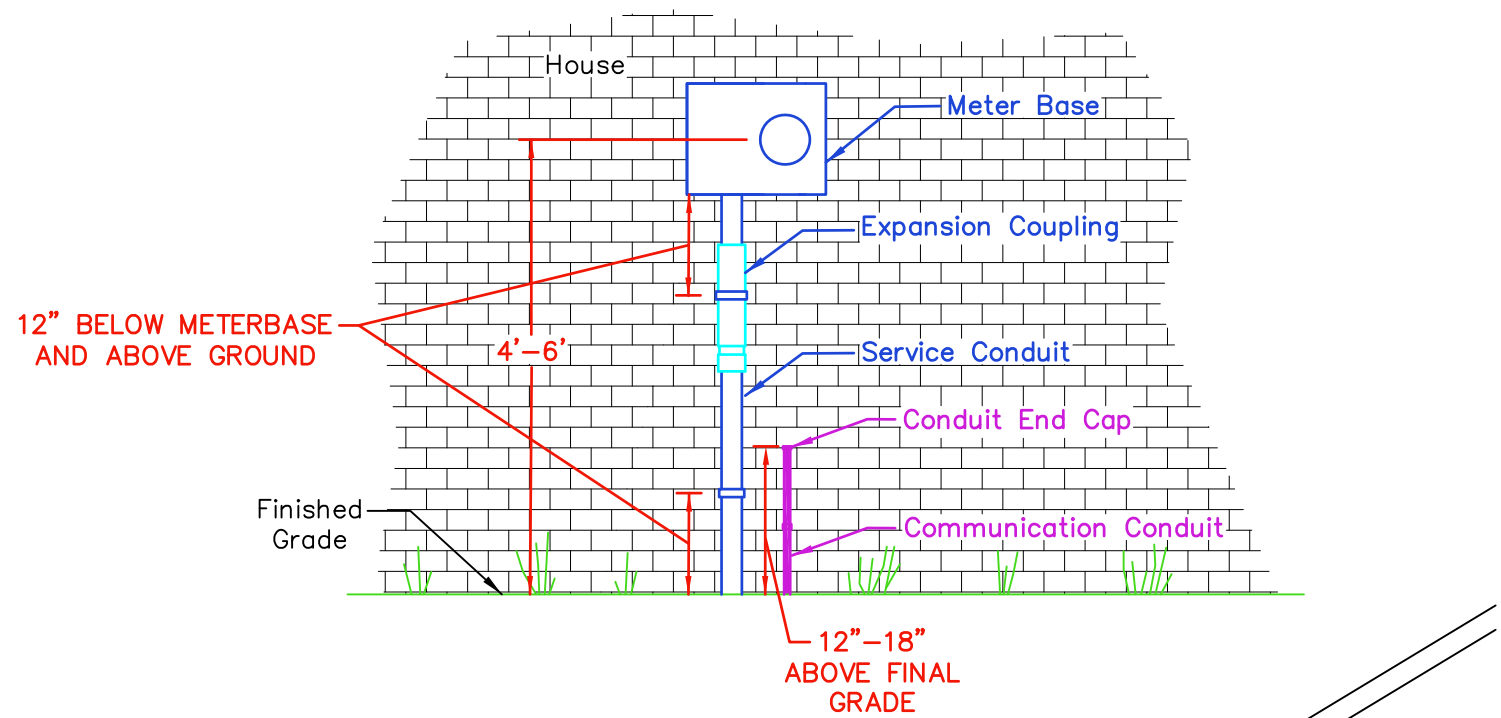 House
Meter Base
Expansion Coupling
12” BELOW METERBASE
AND ABOVE GROUND
4’-6’
Service Conduit
Conduit End Cap
Finished
Grade
Communication Conduit
12”-18”
ABOVE FINAL
GRADE